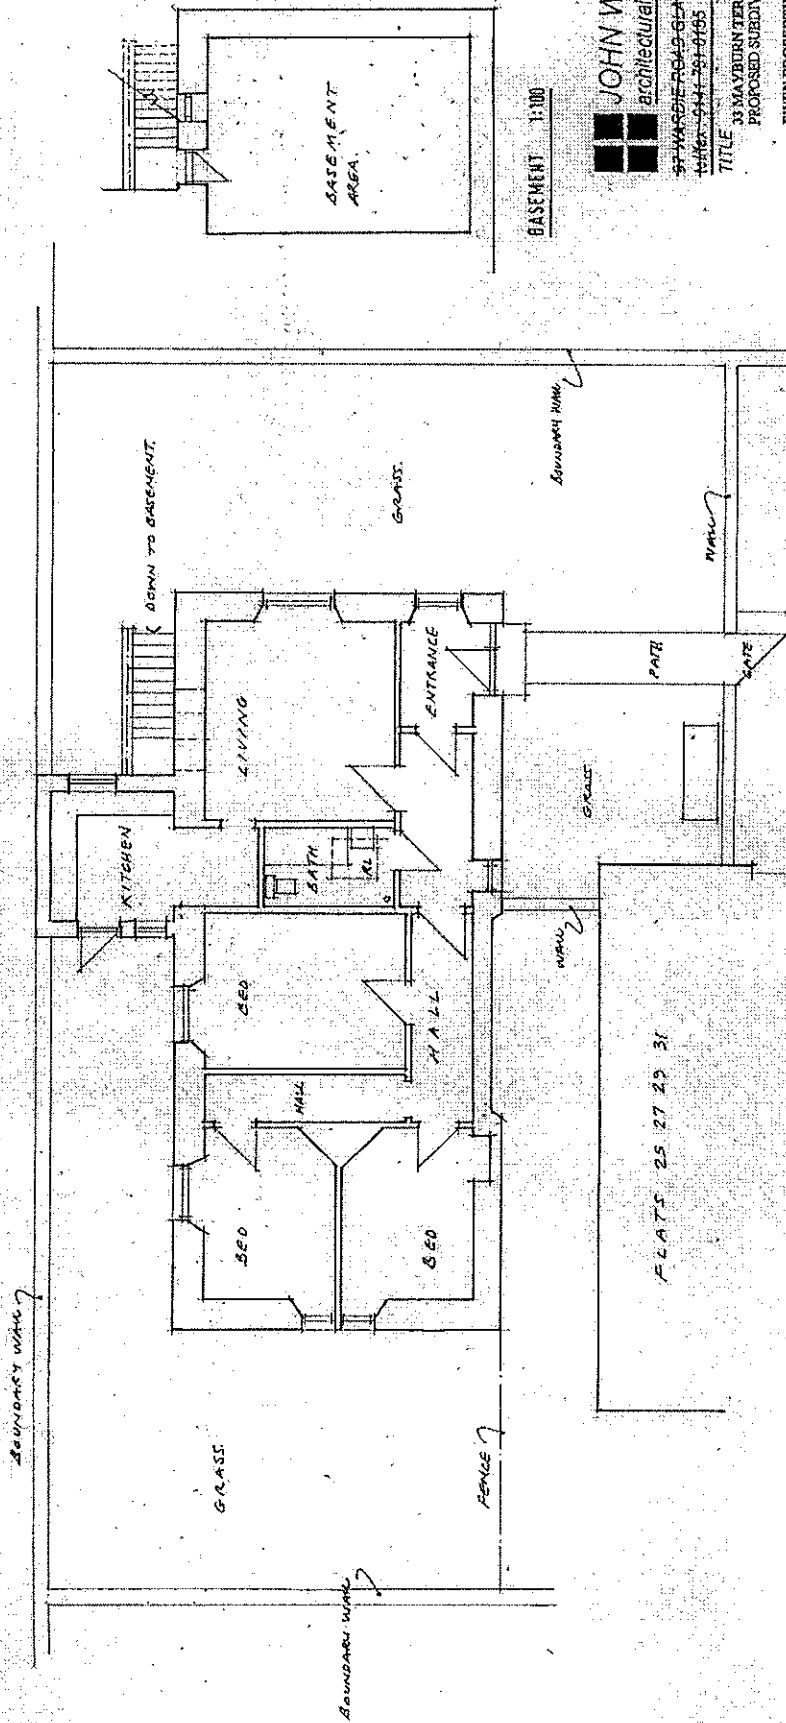 BOUNDARY WALL
GRASS.
BOUNDARY WALL
FENCE
BED
BED
HALL
BED
HALL
KITCHEN
BATH
RL
LIVING
ENTRANCE
DOWN TO BASEMENT.
GRASS.
BOUNDARY WALL
WALL
PATH
GATE
GRASS
WALL
FLATS 25 27 29 31
BASEMENT
AREA.
BASEMENT 1:100
JOHN W
architectural
TITLE
33 MAYBURN TER
PROPOSED SUBDIV